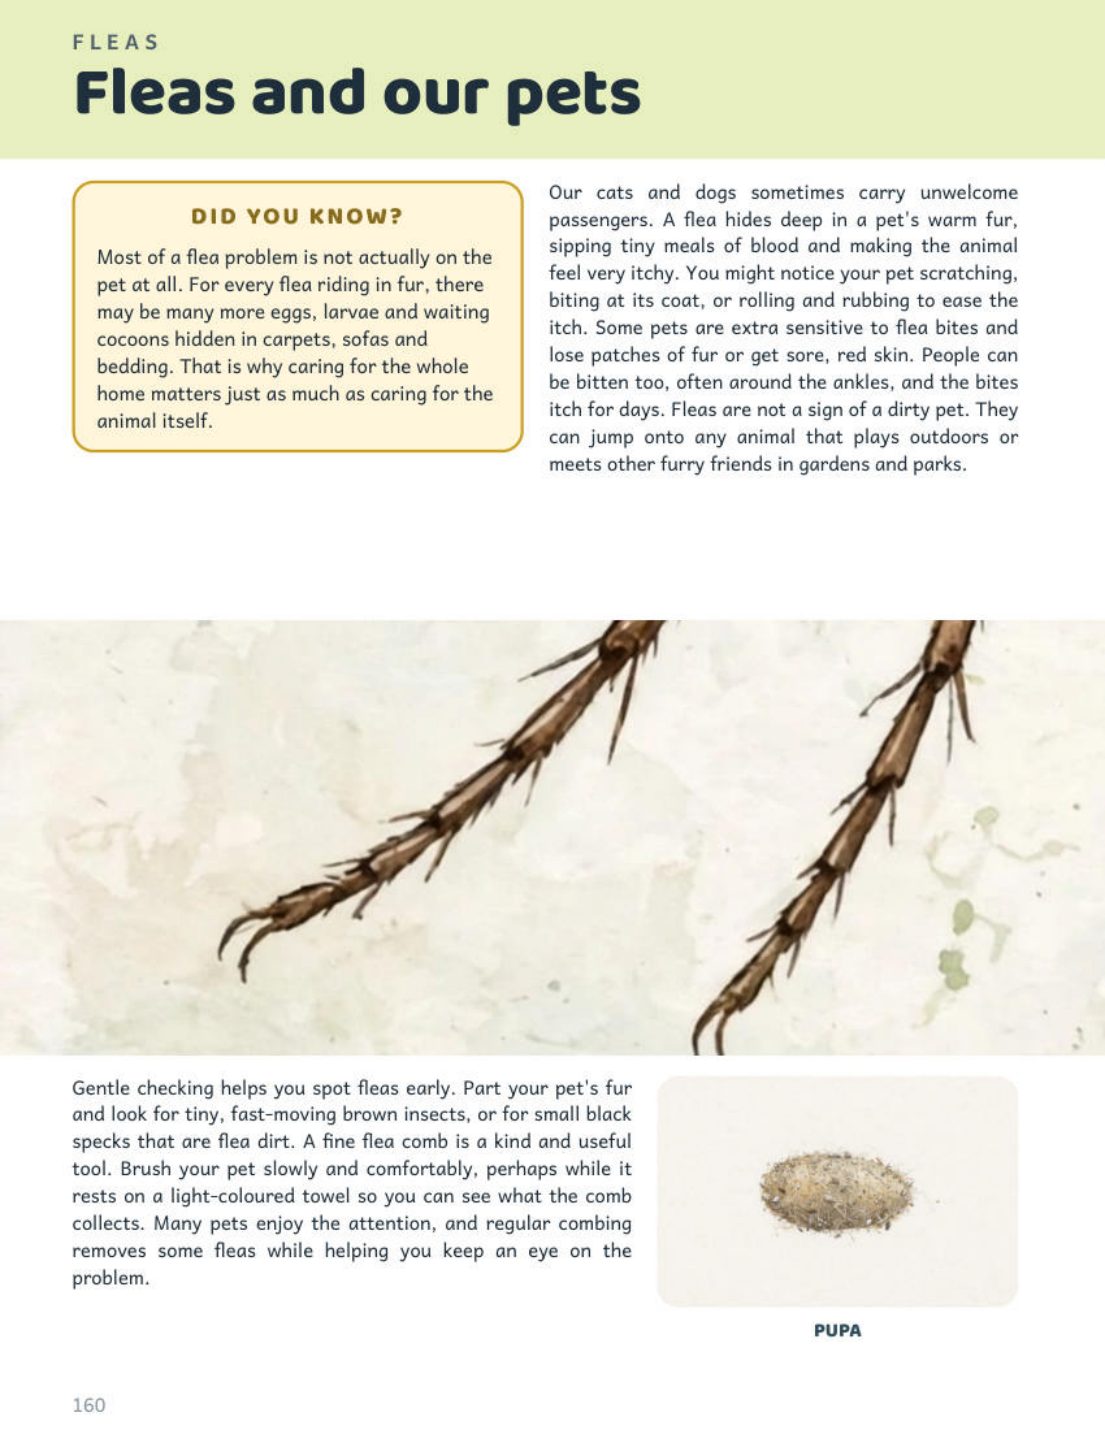 FLEAS
Fleas and our pets
DID YOU KNOW?
Most of a flea problem is not actually on the
pet at all. For every flea riding in fur, there
may be many more eggs, larvae and waiting
cocoons hidden in carpets, sofas and
bedding. That is why caring for the whole
home matters just as much as caring for the
animal itself.
Our cats and dogs sometimes carry unwelcome
passengers. A flea hides deep in a pet's warm fur,
sipping tiny meals of blood and making the animal
feel very itchy. You might notice your pet scratching,
biting at its coat, or rolling and rubbing to ease the
itch. Some pets are extra sensitive to flea bites and
lose patches of fur or get sore, red skin. People can
be bitten too, often around the ankles, and the bites
itch for days. Fleas are not a sign of a dirty pet. They
can jump onto any animal that plays outdoors or
meets other furry friends in gardens and parks.
Gentle checking helps you spot fleas early. Part your pet's fur
and look for tiny, fast-moving brown insects, or for small black
specks that are flea dirt. A fine flea comb is a kind and useful
tool. Brush your pet slowly and comfortably, perhaps while it
rests on a light-coloured towel so you can see what the comb
collects. Many pets enjoy the attention, and regular combing
removes some fleas while helping you keep an eye on the
problem.
PUPA
160